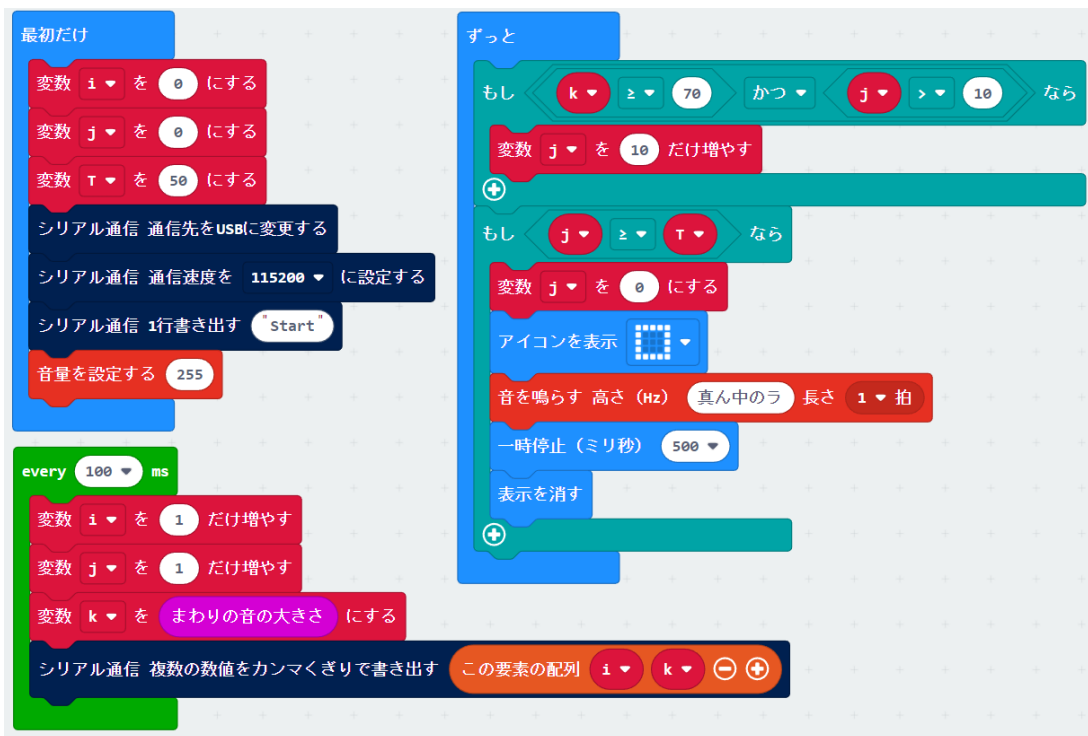 最初だけ
変数 i を 0 にする
変数 j を 0 にする
変数 T を 50 にする
シリアル通信 通信先をUSBに変更する
シリアル通信 通信速度を 115200 に設定する
シリアル通信 1行書き出す "Start"
音量を設定する 255
every 100 ms
変数 i を 1 だけ増やす
変数 j を 1 だけ増やす
変数 k を まわりの音の大きさ にする
シリアル通信 複数の数値をカンマくぎりで書き出す この要素の配列 i k
ずっと
もし k ≥ 70 かつ j > 10 なら
変数 j を 10 だけ増やす
もし j ≥ T なら
変数 j を 0 にする
アイコンを表示
音を鳴らす 高さ（Hz） 真ん中のラ 長さ 1 拍
一時停止（ミリ秒） 500
表示を消す